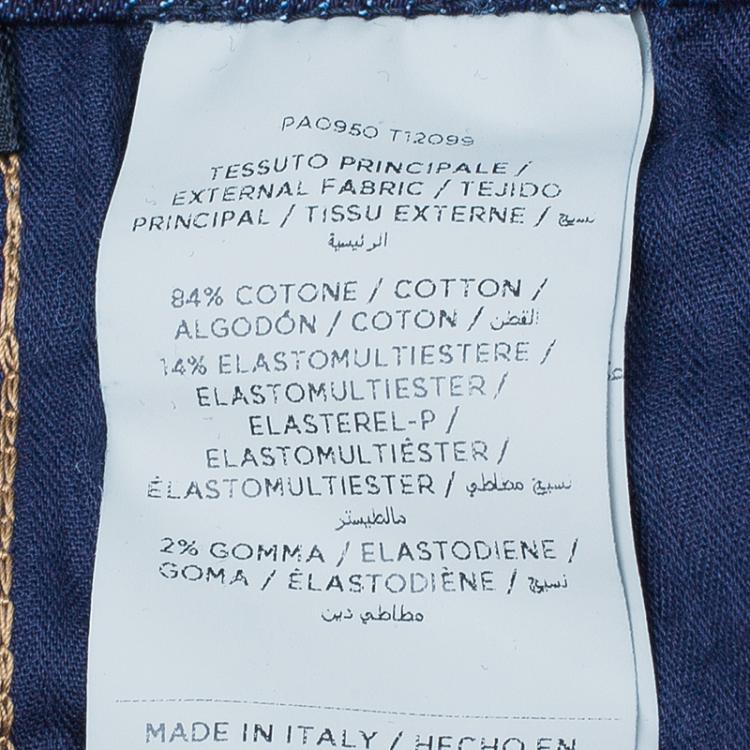 PA0950 T12099
TESSUTO PRINCIPALE /
EXTERNAL FABRIC / TEJIDO
PRINCIPAL / TISSU EXTERNE / نسيج
الرئيسية
84% COTONE / COTTON /
ALGODÓN / COTON / القطن
14% ELASTOMULTIESTERE /
ELASTOMULTIESTER /
ELASTEREL-P /
ELASTOMULTIÉSTER /
ÉLASTOMULTIESTER / نسيج مطاطي
مالطيستر
2% GOMMA / ELASTODIENE /
GOMA / ÉLASTODIÈNE / نسيج
مطاطي دين
MADE IN ITALY / HECHO EN